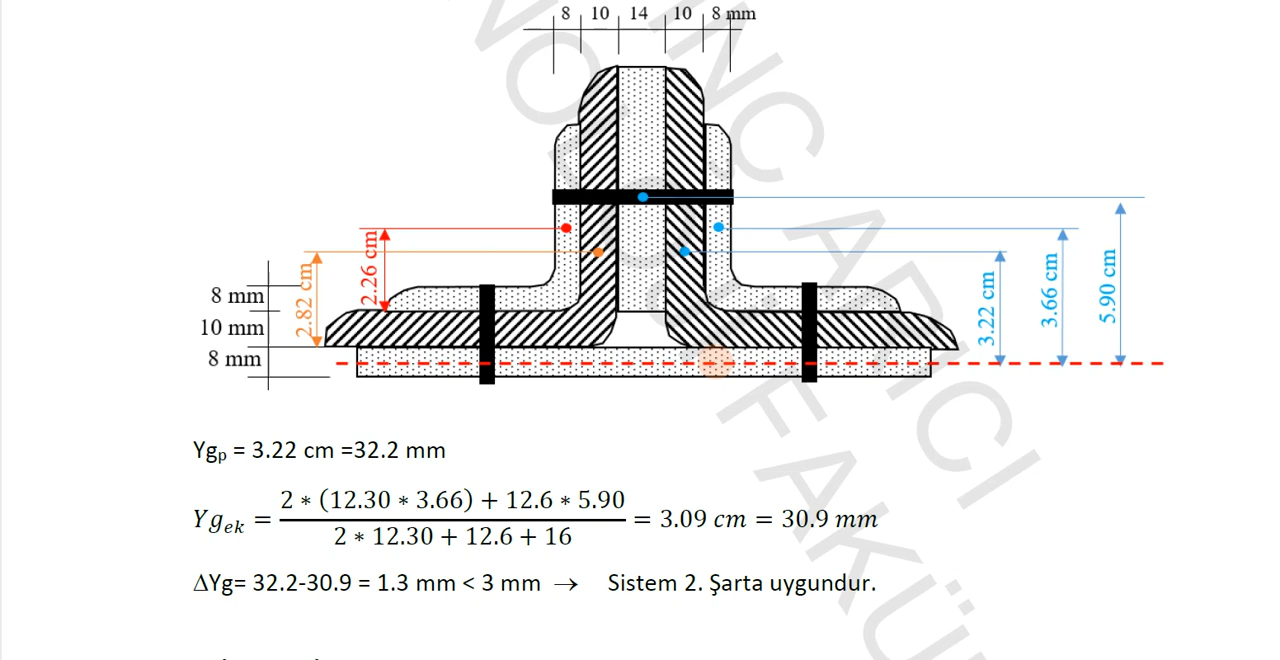 8 10 14 10 8 mm
2.26 cm
2.82 cm
8 mm
10 mm
8 mm
3.22 cm
3.66 cm
5.90 cm
Ygp = 3.22 cm =32.2 mm
Yg_ek = (2 * (12.30 * 3.66) + 12.6 * 5.90) / (2 * 12.30 + 12.6 + 16) = 3.09 cm = 30.9 mm
ΔYg= 32.2-30.9 = 1.3 mm < 3 mm → Sistem 2. Şarta uygundur.